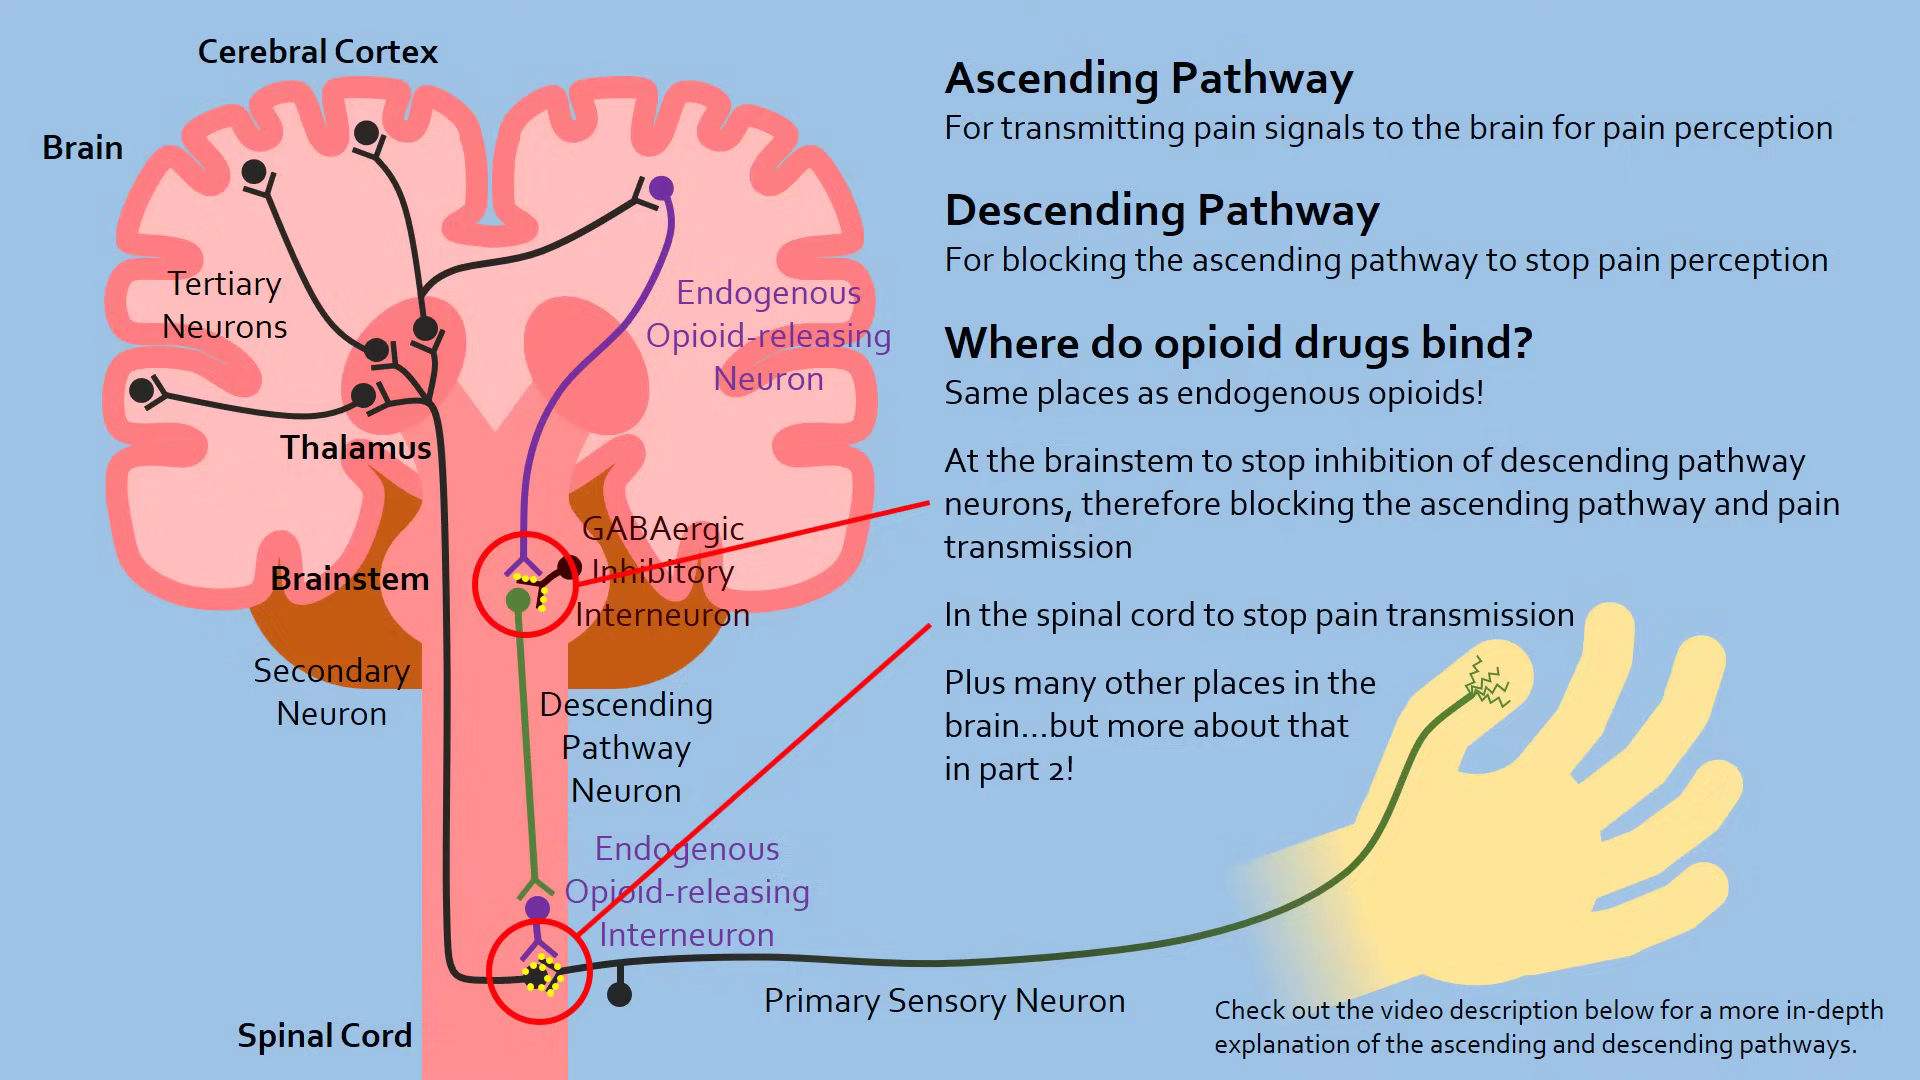 Cerebral Cortex
Brain
Tertiary
Neurons
Endogenous
Opioid-releasing
Neuron
Thalamus
GABAergic
Inhibitory
Interneuron
Brainstem
Secondary
Neuron
Descending
Pathway
Neuron
Endogenous
Opioid-releasing
Interneuron
Primary Sensory Neuron
Spinal Cord
Ascending Pathway
For transmitting pain signals to the brain for pain perception
Descending Pathway
For blocking the ascending pathway to stop pain perception
Where do opioid drugs bind?
Same places as endogenous opioids!
At the brainstem to stop inhibition of descending pathway
neurons, therefore blocking the ascending pathway and pain
transmission
In the spinal cord to stop pain transmission
Plus many other places in the
brain...but more about that
in part 2!
Check out the video description below for a more in-depth
explanation of the ascending and descending pathways.